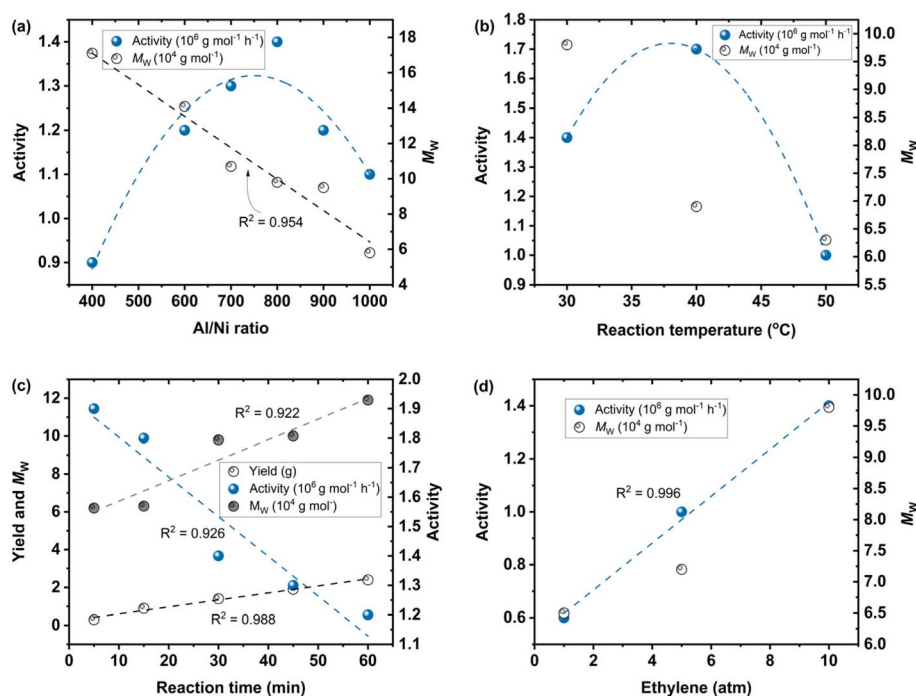 (a)
Activity (10⁶ g mol⁻¹ h⁻¹)
Mw (10⁴ g mol⁻¹)
1.4
1.3
1.2
1.1
1.0
0.9
Activity
18
16
14
12
10
8
6
4
Mw
R² = 0.954
400 500 600 700 800 900 1000
Al/Ni ratio
(b)
Activity (10⁶ g mol⁻¹ h⁻¹)
Mw (10⁴ g mol⁻¹)
1.8
1.7
1.6
1.5
1.4
1.3
1.2
1.1
1.0
0.9
Activity
10.0
9.5
9.0
8.5
8.0
7.5
7.0
6.5
6.0
5.5
Mw
30 35 40 45 50
Reaction temperature (°C)
(c)
12
10
8
6
4
2
0
Yield and Mw
R² = 0.922
Yield (g)
Activity (10⁶ g mol⁻¹ h⁻¹)
Mw (10⁴ g mol⁻)
R² = 0.926
R² = 0.988
2.0
1.9
1.8
1.7
1.6
1.5
1.4
1.3
1.2
1.1
Activity
0 10 20 30 40 50 60
Reaction time (min)
(d)
Activity (10⁶ g mol⁻¹ h⁻¹)
Mw (10⁴ g mol⁻¹)
R² = 0.996
1.4
1.2
1.0
0.8
0.6
Activity
10.0
9.5
9.0
8.5
8.0
7.5
7.0
6.5
6.0
Mw
0 2 4 6 8 10
Ethylene (atm)